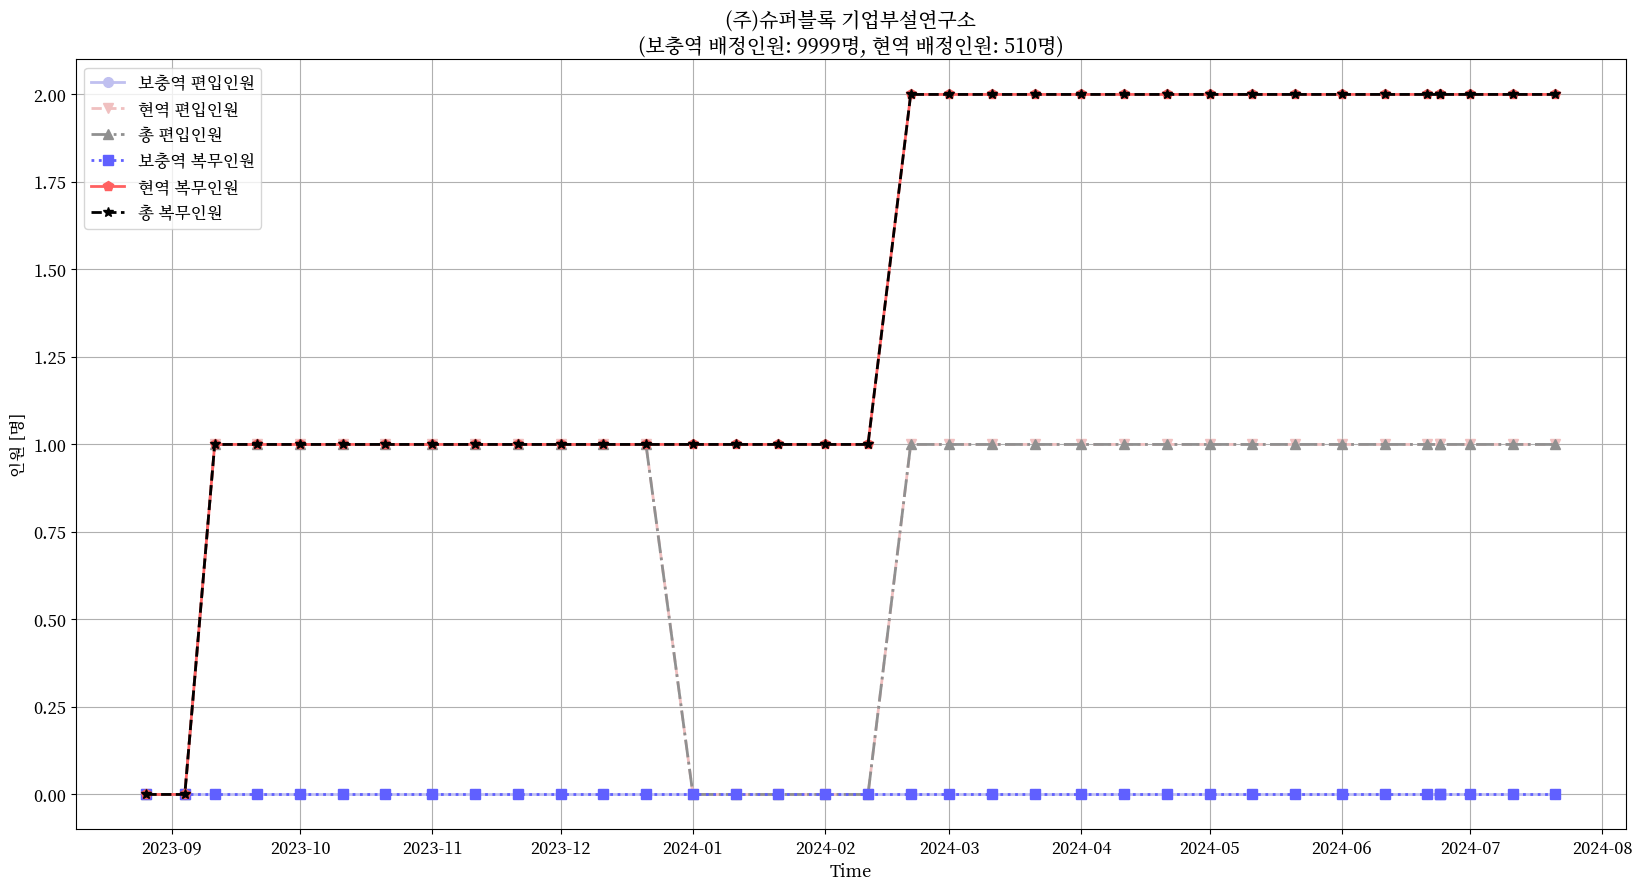 (주)슈퍼블록 기업부설연구소
(보충역 배정인원: 9999명, 현역 배정인원: 510명)
보충역 편입인원
현역 편입인원
총 편입인원
보충역 복무인원
현역 복무인원
총 복무인원
2.00
1.75
1.50
1.25
1.00
0.75
0.50
0.25
0.00
인원 [명]
2023-09 2023-10 2023-11 2023-12 2024-01 2024-02 2024-03 2024-04 2024-05 2024-06 2024-07 2024-08
Time